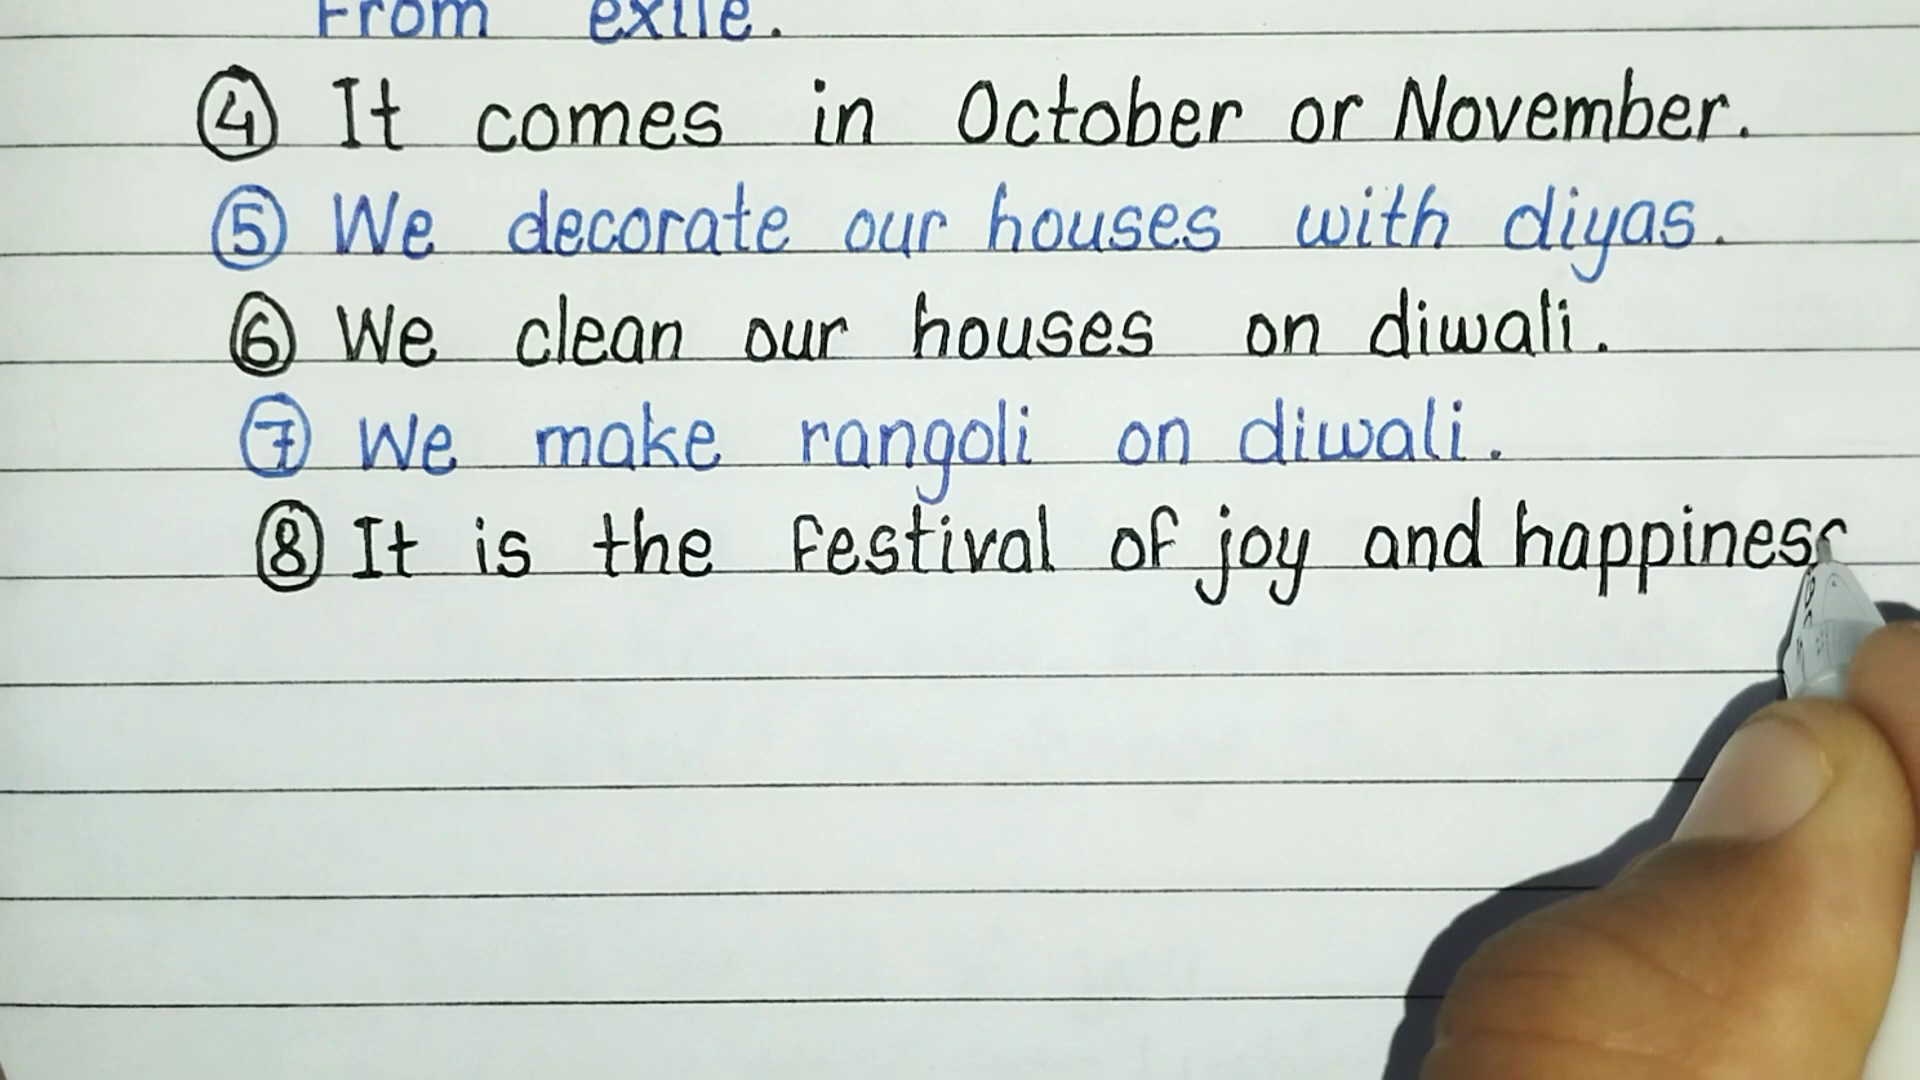 From exile.
④ It comes in October or November.
⑤ We decorate our houses with diyas.
⑥ We clean our houses on diwali.
⑦ We make rangoli on diwali.
⑧ It is the Festival of joy and happiness